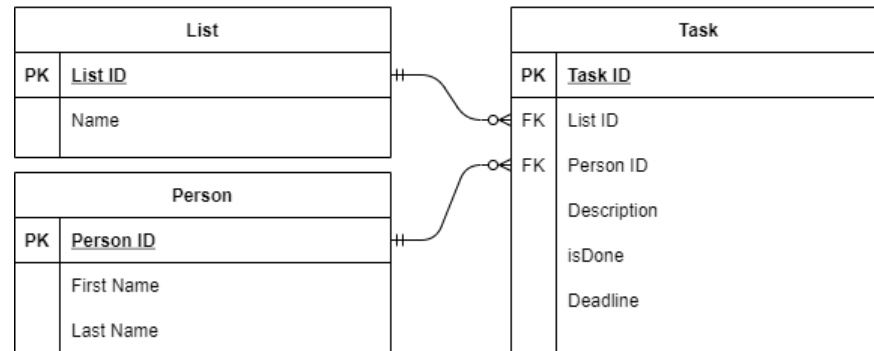 List
PK List ID
Name
Person
PK Person ID
First Name
Last Name
Task
PK Task ID
FK List ID
FK Person ID
Description
isDone
Deadline